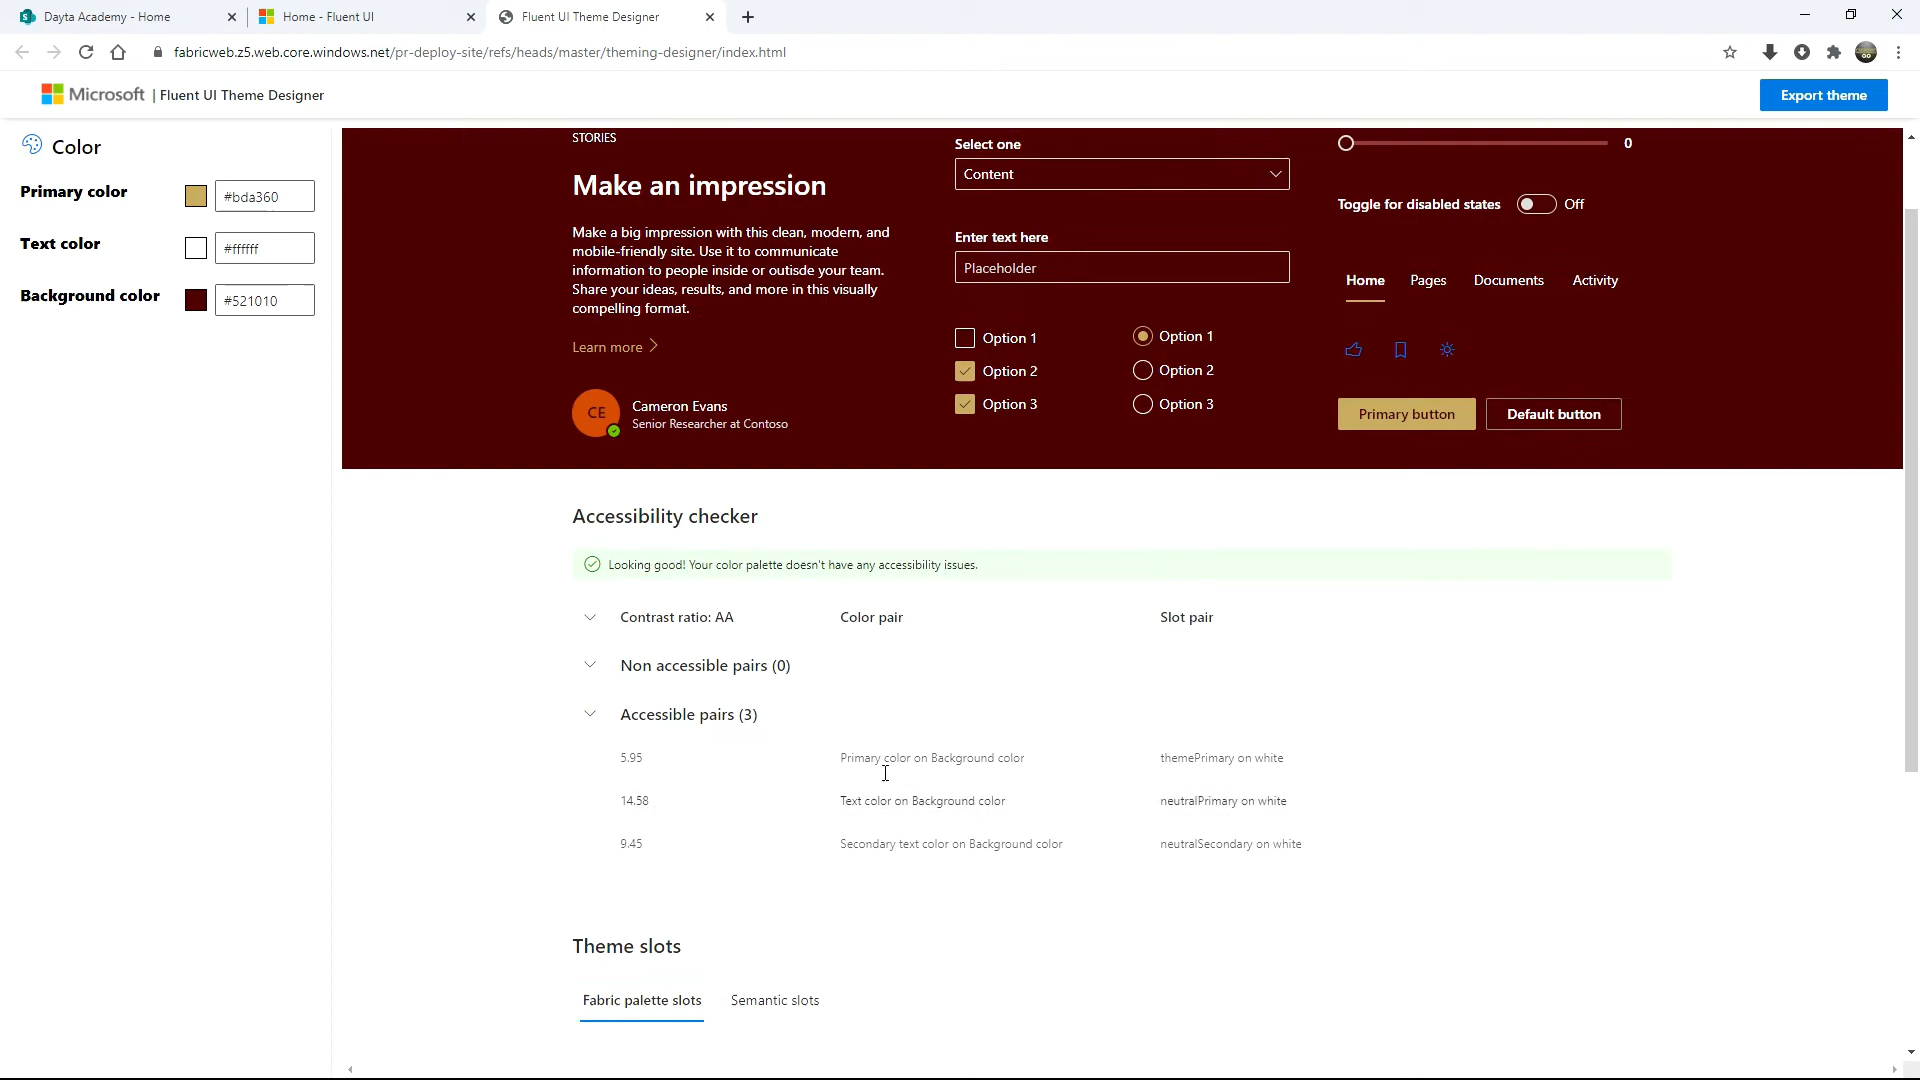 Dayta Academy - Home
Home - Fluent UI
Fluent UI Theme Designer
fabricweb.z5.web.core.windows.net/pr-deploy-site/refs/heads/master/theming-designer/index.html
Microsoft | Fluent UI Theme Designer
Export theme
Color
Primary color
#bda360
Text color
#ffffff
Background color
#521010
STORIES
Make an impression
Make a big impression with this clean, modern, and
mobile-friendly site. Use it to communicate
information to people inside or outisde your team.
Share your ideas, results, and more in this visually
compelling format.
Learn more
CE
Cameron Evans
Senior Researcher at Contoso
Select one
Content
Enter text here
Placeholder
Option 1
Option 2
Option 3
Option 1
Option 2
Option 3
0
Toggle for disabled states
Off
Home Pages Documents Activity
Primary button
Default button
Accessibility checker
Looking good! Your color palette doesn't have any accessibility issues.
Contrast ratio: AA Color pair Slot pair
Non accessible pairs (0)
Accessible pairs (3)
5.95 Primary color on Background color themePrimary on white
14.58 Text color on Background color neutralPrimary on white
9.45 Secondary text color on Background color neutralSecondary on white
Theme slots
Fabric palette slots Semantic slots